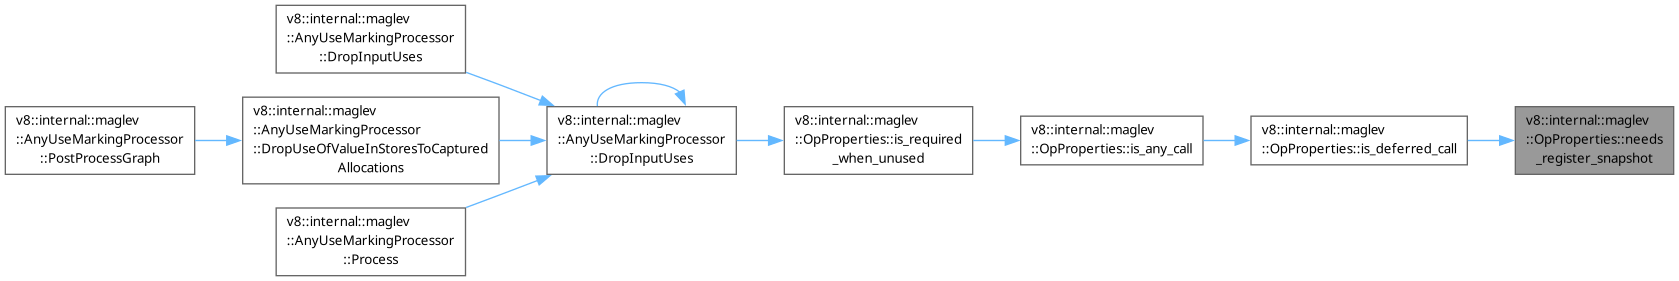 v8::internal::maglev
::AnyUseMarkingProcessor
::PostProcessGraph
v8::internal::maglev
::AnyUseMarkingProcessor
::DropInputUses
v8::internal::maglev
::AnyUseMarkingProcessor
::DropUseOfValueInStoresToCaptured
Allocations
v8::internal::maglev
::AnyUseMarkingProcessor
::Process
v8::internal::maglev
::AnyUseMarkingProcessor
::DropInputUses
v8::internal::maglev
::OpProperties::is_required
_when_unused
v8::internal::maglev
::OpProperties::is_any_call
v8::internal::maglev
::OpProperties::is_deferred_call
v8::internal::maglev
::OpProperties::needs
_register_snapshot